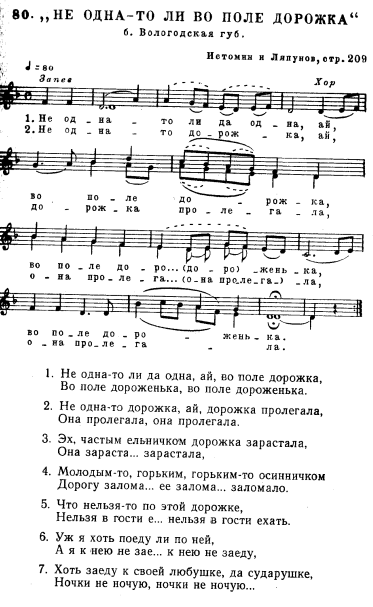 80. „НЕ ОДНА-ТО ЛИ ВО ПОЛЕ ДОРОЖКА“
б. Вологодская губ.
Истомин и Ляпунов, стр. 209
♩=80
Запев
Хор
1. Не од - на - то ли да од - на, ай,
2. Не од - на - то до - рож - ка, ай,
во по - ле до - рож - ка,
до - рож - ка про - ле - га - ла,
во по - ле до - ро... (до - ро) - жень - ка,
о - на про - ле - га... (о - на про - ле - га) - ла,
во по - ле до - ро - жень - ка.
о - на про - ле - га - ла.
1. Не одна-то ли да одна, ай, во поле дорожка,
Во поле дороженька, во поле дороженька.
2. Не одна-то дорожка, ай, дорожка пролегала,
Она пролегала, она пролегала.
3. Эх, частым ельничком дорожка зарастала,
Она зараста... зарастала,
4. Молодым-то, горьким, горьким-то осинничком
Дорогу залома... ее залома... заломало.
5. Что нельзя-то по этой дорожке,
Нельзя в гости е... нельзя в гости ехать.
6. Уж я хоть поеду ли по ней,
А я к нею не зае... к нею не заеду,
7. Хоть заеду к своей любушке, да сударушке,
Ночки не ночую, ночки не ночую...